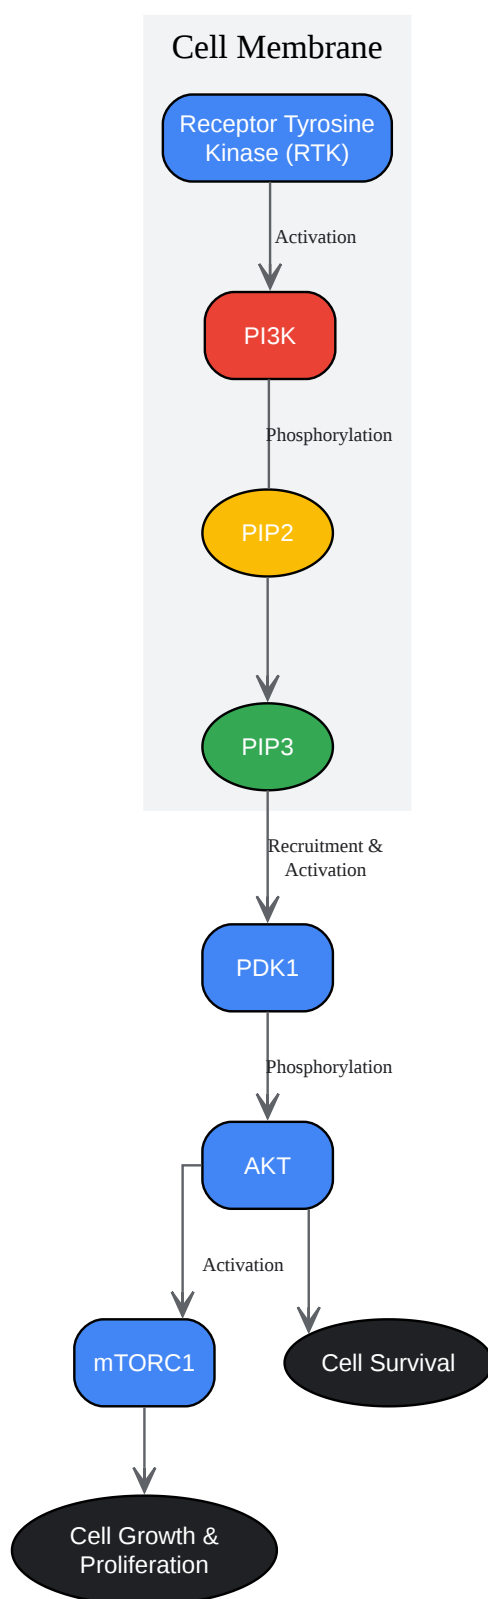 Cell Membrane
Receptor Tyrosine
Kinase (RTK)
Activation
PI3K
Phosphorylation
PIP2
PIP3
Recruitment &
Activation
PDK1
Phosphorylation
AKT
Activation
mTORC1
Cell Survival
Cell Growth &
Proliferation